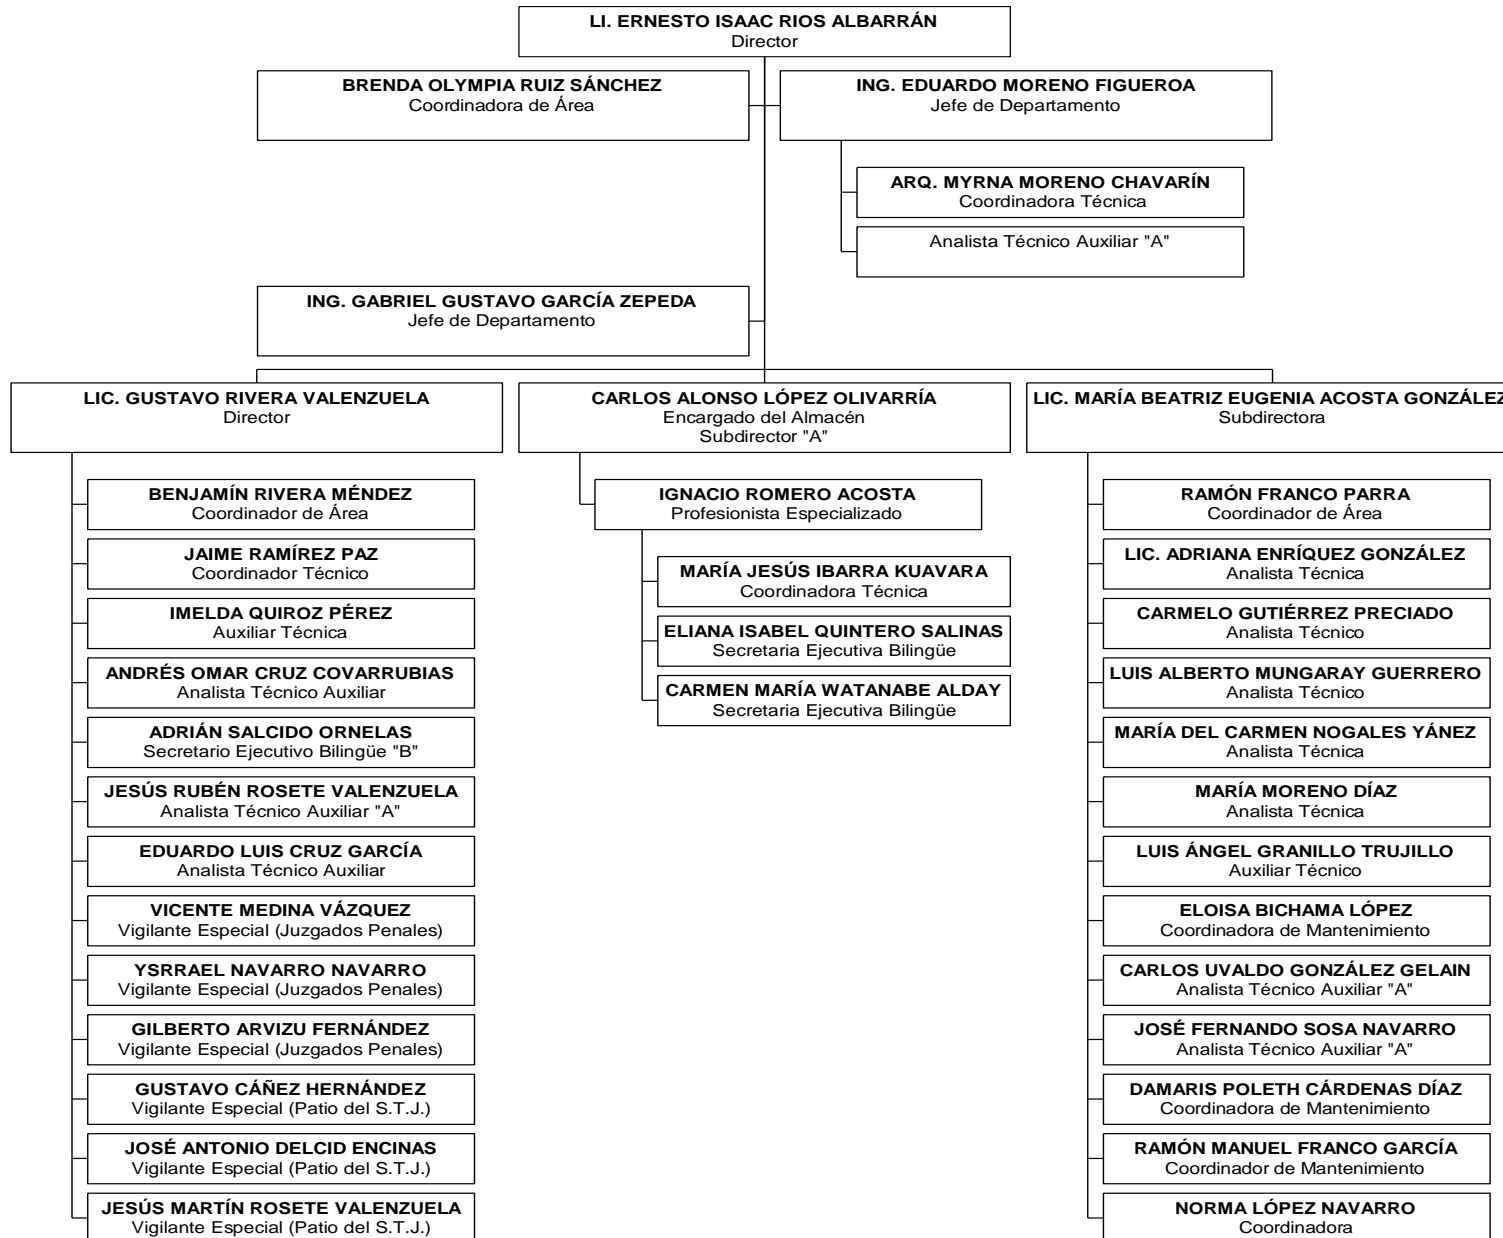 LI. ERNESTO ISAAC RIOS ALBARRÁN
Director
BRENDA OLYMPIA RUIZ SÁNCHEZ
Coordinadora de Área
ING. EDUARDO MORENO FIGUEROA
Jefe de Departamento
ARQ. MYRNA MORENO CHAVARÍN
Coordinadora Técnica
Analista Técnico Auxiliar "A"
ING. GABRIEL GUSTAVO GARCÍA ZEPEDA
Jefe de Departamento
LIC. GUSTAVO RIVERA VALENZUELA
Director
BENJAMÍN RIVERA MÉNDEZ
Coordinador de Área
JAIME RAMÍREZ PAZ
Coordinador Técnico
IMELDA QUIROZ PÉREZ
Auxiliar Técnica
ANDRÉS OMAR CRUZ COVARRUBIAS
Analista Técnico Auxiliar
ADRIÁN SALCIDO ORNELAS
Secretario Ejecutivo Bilingüe "B"
JESÚS RUBÉN ROSETE VALENZUELA
Analista Técnico Auxiliar "A"
EDUARDO LUIS CRUZ GARCÍA
Analista Técnico Auxiliar
VICENTE MEDINA VÁZQUEZ
Vigilante Especial (Juzgados Penales)
YSRRAEL NAVARRO NAVARRO
Vigilante Especial (Juzgados Penales)
GILBERTO ARVIZU FERNÁNDEZ
Vigilante Especial (Juzgados Penales)
GUSTAVO CÁÑEZ HERNÁNDEZ
Vigilante Especial (Patio del S.T.J.)
JOSÉ ANTONIO DELCID ENCINAS
Vigilante Especial (Patio del S.T.J.)
JESÚS MARTÍN ROSETE VALENZUELA
Vigilante Especial (Patio del S.T.J.)
CARLOS ALONSO LÓPEZ OLIVARRÍA
Encargado del Almacén
Subdirector "A"
IGNACIO ROMERO ACOSTA
Profesionista Especializado
MARÍA JESÚS IBARRA KUAVARA
Coordinadora Técnica
ELIANA ISABEL QUINTERO SALINAS
Secretaria Ejecutiva Bilingüe
CARMEN MARÍA WATANABE ALDAY
Secretaria Ejecutiva Bilingüe
LIC. MARÍA BEATRIZ EUGENIA ACOSTA GONZÁLEZ
Subdirectora
RAMÓN FRANCO PARRA
Coordinador de Área
LIC. ADRIANA ENRÍQUEZ GONZÁLEZ
Analista Técnica
CARMELO GUTIÉRREZ PRECIADO
Analista Técnico
LUIS ALBERTO MUNGARAY GUERRERO
Analista Técnico
MARÍA DEL CARMEN NOGALES YÁNEZ
Analista Técnica
MARÍA MORENO DÍAZ
Analista Técnica
LUIS ÁNGEL GRANILLO TRUJILLO
Auxiliar Técnico
ELOISA BICHAMA LÓPEZ
Coordinadora de Mantenimiento
CARLOS UVALDO GONZÁLEZ GELAIN
Analista Técnico Auxiliar "A"
JOSÉ FERNANDO SOSA NAVARRO
Analista Técnico Auxiliar "A"
DAMARIS POLETH CÁRDENAS DÍAZ
Coordinadora de Mantenimiento
RAMÓN MANUEL FRANCO GARCÍA
Coordinador de Mantenimiento
NORMA LÓPEZ NAVARRO
Coordinadora